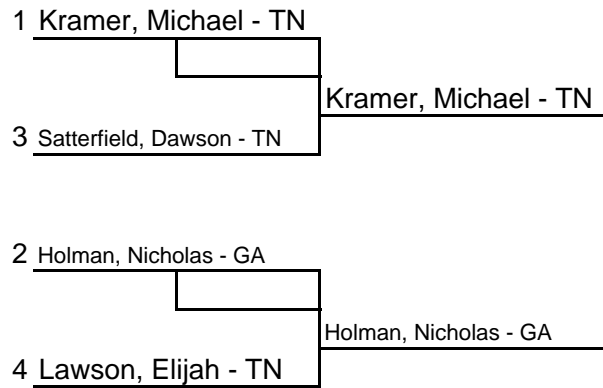 1 Kramer, Michael - TN
Kramer, Michael - TN
3 Satterfield, Dawson - TN
2 Holman, Nicholas - GA
Holman, Nicholas - GA
4 Lawson, Elijah - TN